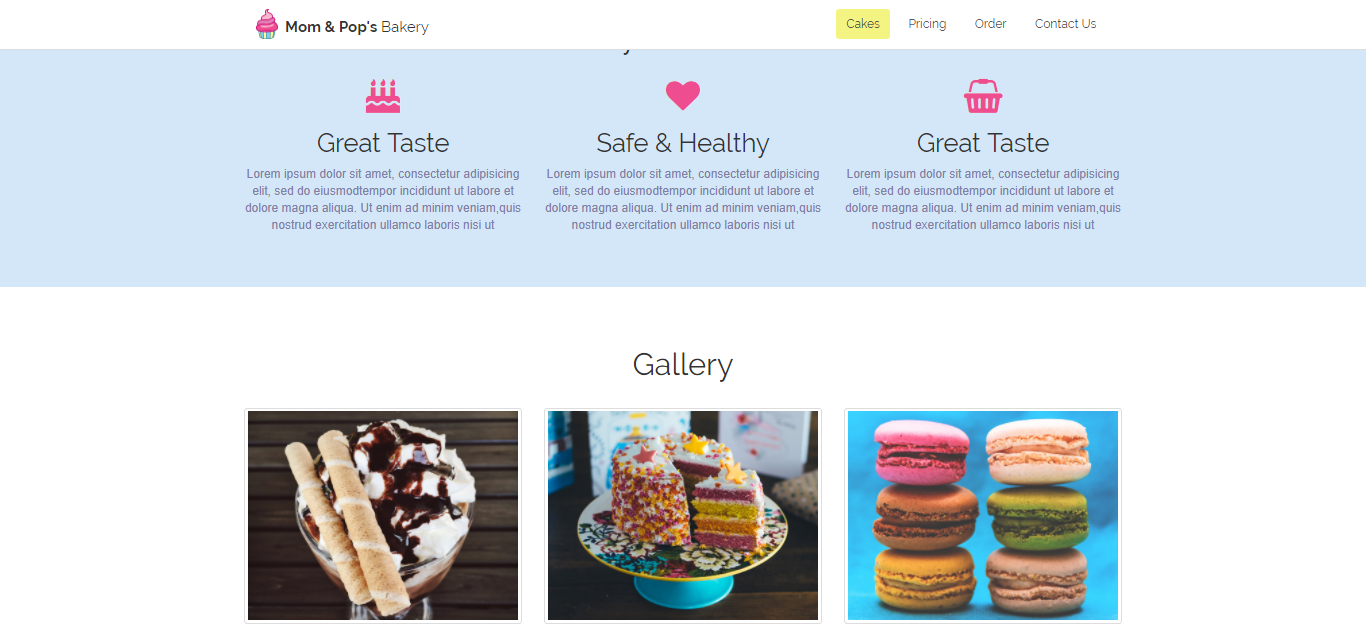 Mom & Pop's Bakery
Cakes Pricing Order Contact Us
Great Taste
Lorem ipsum dolor sit amet, consectetur adipisicing
elit, sed do eiusmodtempor incididunt ut labore et
dolore magna aliqua. Ut enim ad minim veniam,quis
nostrud exercitation ullamco laboris nisi ut
Safe & Healthy
Lorem ipsum dolor sit amet, consectetur adipisicing
elit, sed do eiusmodtempor incididunt ut labore et
dolore magna aliqua. Ut enim ad minim veniam,quis
nostrud exercitation ullamco laboris nisi ut
Great Taste
Lorem ipsum dolor sit amet, consectetur adipisicing
elit, sed do eiusmodtempor incididunt ut labore et
dolore magna aliqua. Ut enim ad minim veniam,quis
nostrud exercitation ullamco laboris nisi ut
Gallery